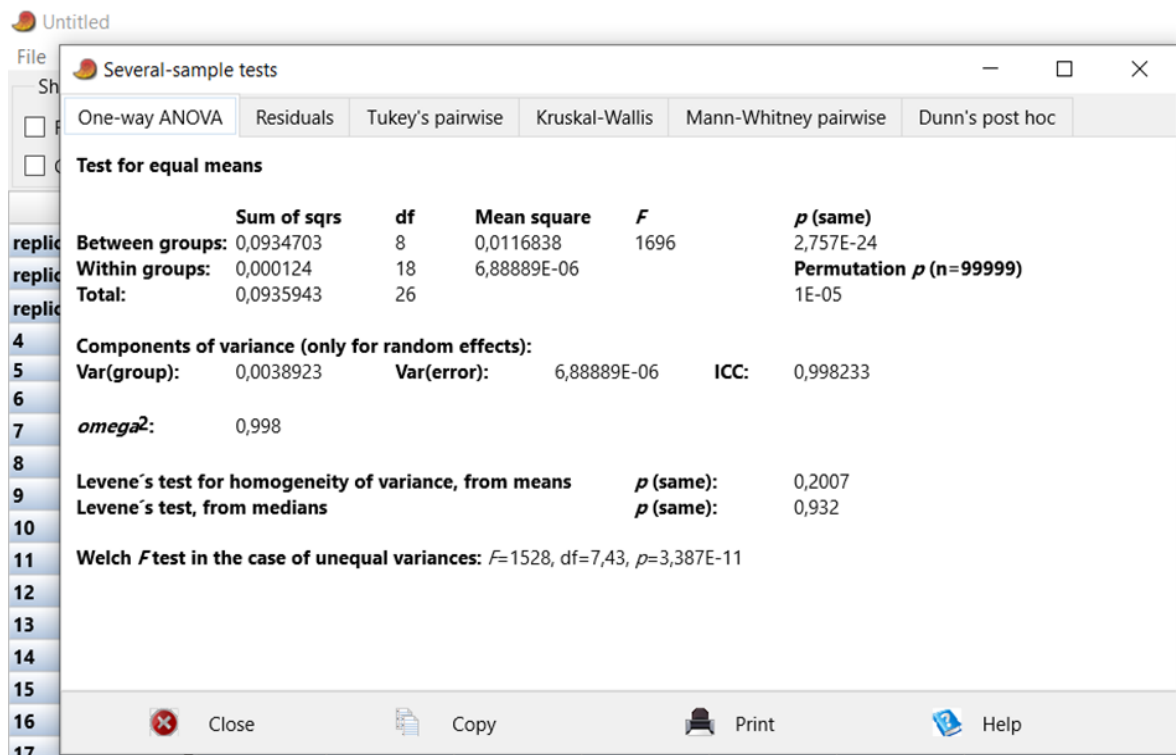 Untitled
File
Sh
Several-sample tests
One-way ANOVA Residuals Tukey's pairwise Kruskal-Wallis Mann-Whitney pairwise Dunn's post hoc
Test for equal means
Sum of sqrs df Mean square F p (same)
replic Between groups: 0,0934703 8 0,0116838 1696 2,757E-24
replic Within groups: 0,000124 18 6,88889E-06 Permutation p (n=99999)
replic Total: 0,0935943 26 1E-05
4
Components of variance (only for random effects):
5 Var(group): 0,0038923 Var(error): 6,88889E-06 ICC: 0,998233
6
7 omega2: 0,998
8
Levene´s test for homogeneity of variance, from means p (same): 0,2007
9
Levene´s test, from medians p (same): 0,932
10
11 Welch F test in the case of unequal variances: F=1528, df=7,43, p=3,387E-11
12
13
14
15
16 Close Copy Print Help
17